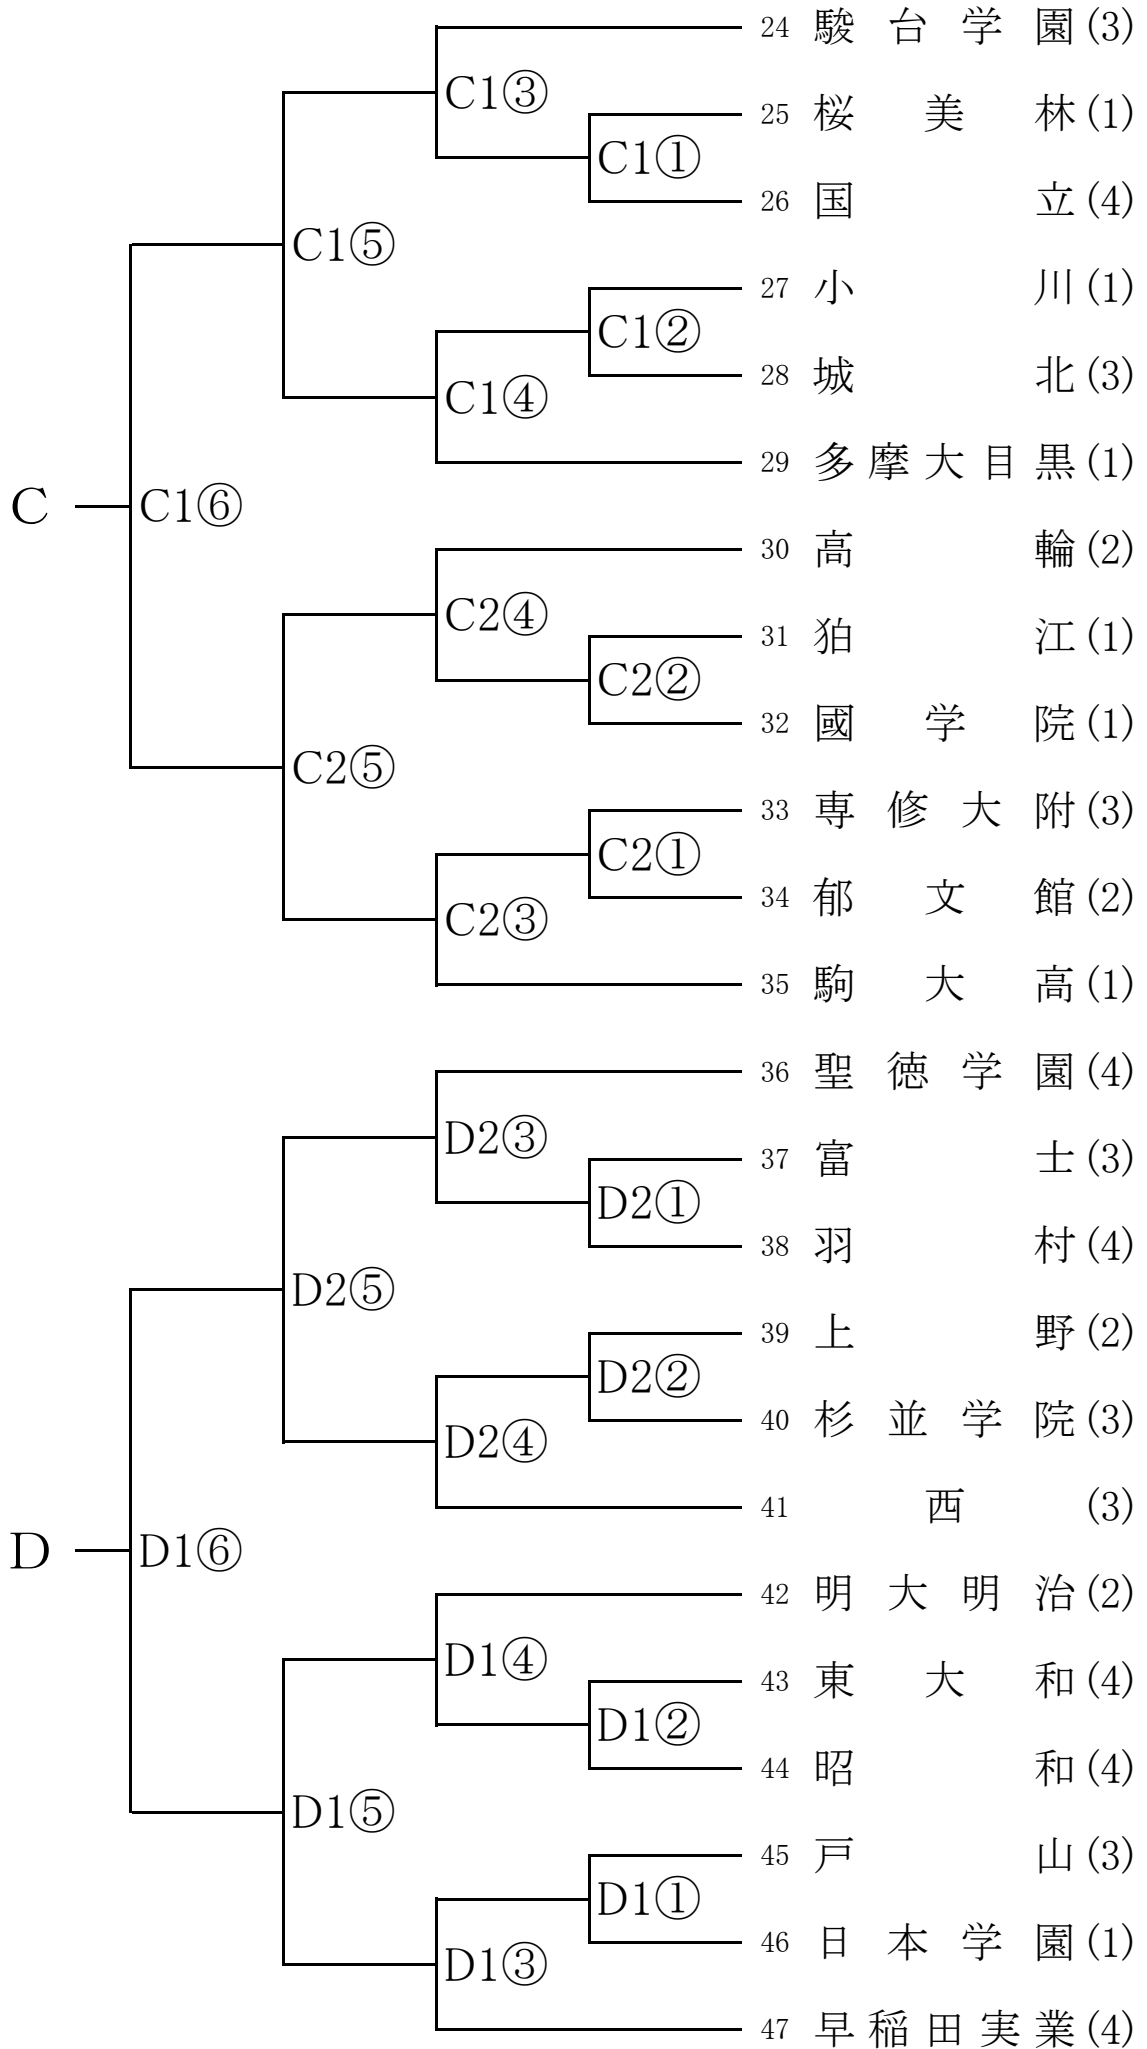 24 駿台学園(3)
C1③
25 桜美林(1)
C1①
26 国立(4)
C1⑤
27 小川(1)
C1②
28 城北(3)
C1④
29 多摩大目黒(1)
C C1⑥
30 高輪(2)
C2④
31 狛江(1)
C2②
32 國学院(1)
C2⑤
33 専修大附(3)
C2①
34 郁文館(2)
C2③
35 駒大高(1)
36 聖徳学園(4)
D2③
37 富士(3)
D2①
38 羽村(4)
D2⑤
39 上野(2)
D2②
40 杉並学院(3)
D2④
41 西(3)
D D1⑥
42 明大明治(2)
D1④
43 東大和(4)
D1②
44 昭和(4)
D1⑤
45 戸山(3)
D1①
46 日本学園(1)
D1③
47 早稲田実業(4)